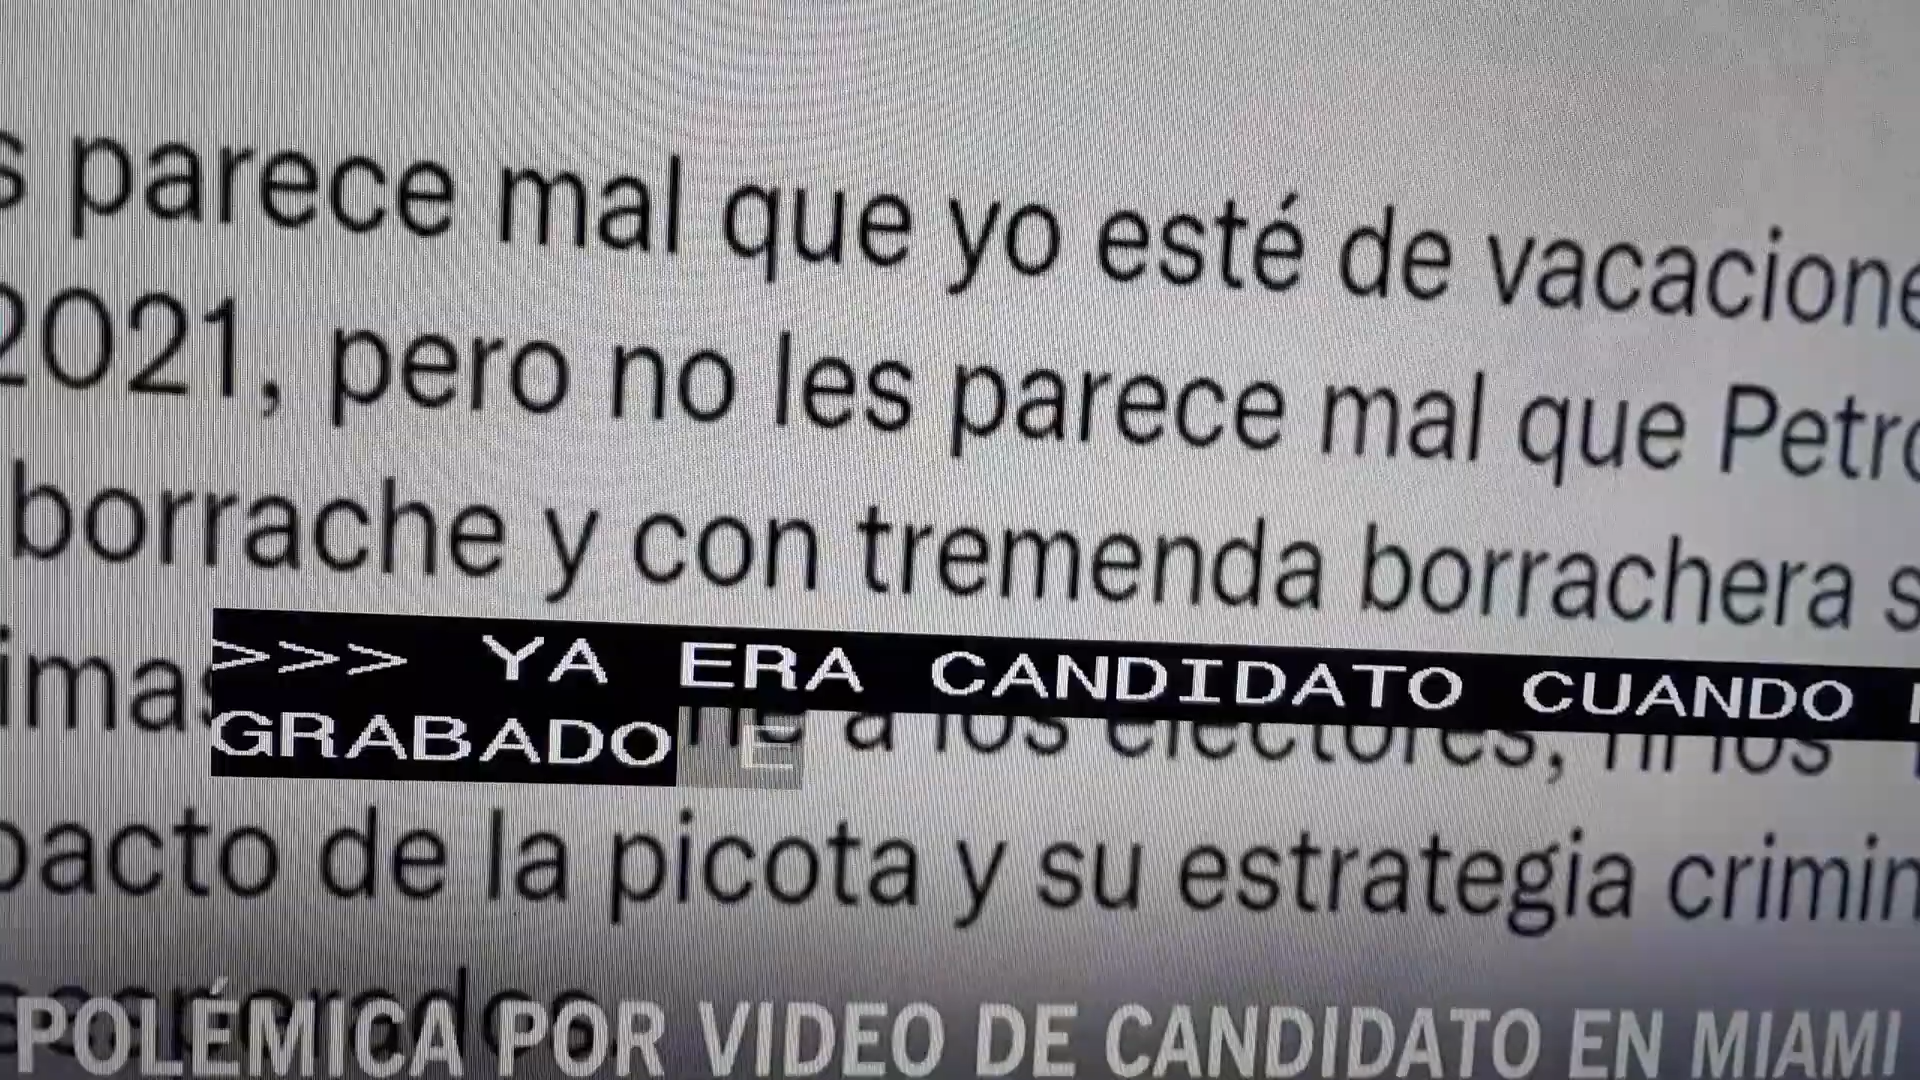 s parece mal que yo esté de vacacione
2021, pero no les parece mal que Petro
borrache y con tremenda borrachera s
imas
>>> YA ERA CANDIDATO CUANDO
GRABADO E
a los electores,
pacto de la picota y su estrategia crimin
POLÉMICA POR VIDEO DE CANDIDATO EN MIAMI